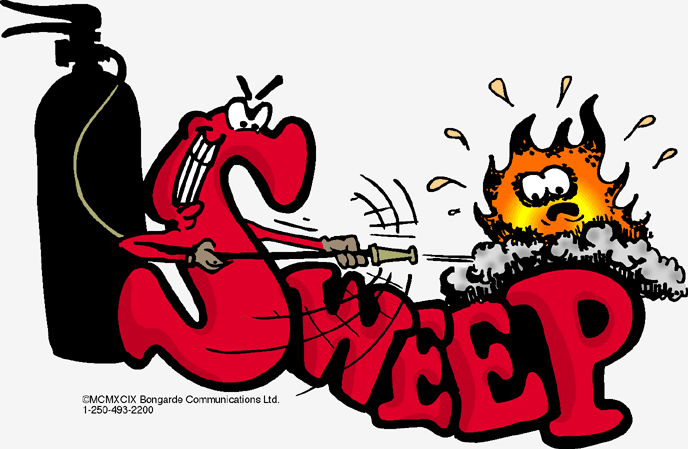 SWEEP
©MCMXCIX Bongarde Communications Ltd.
1-250-493-2200